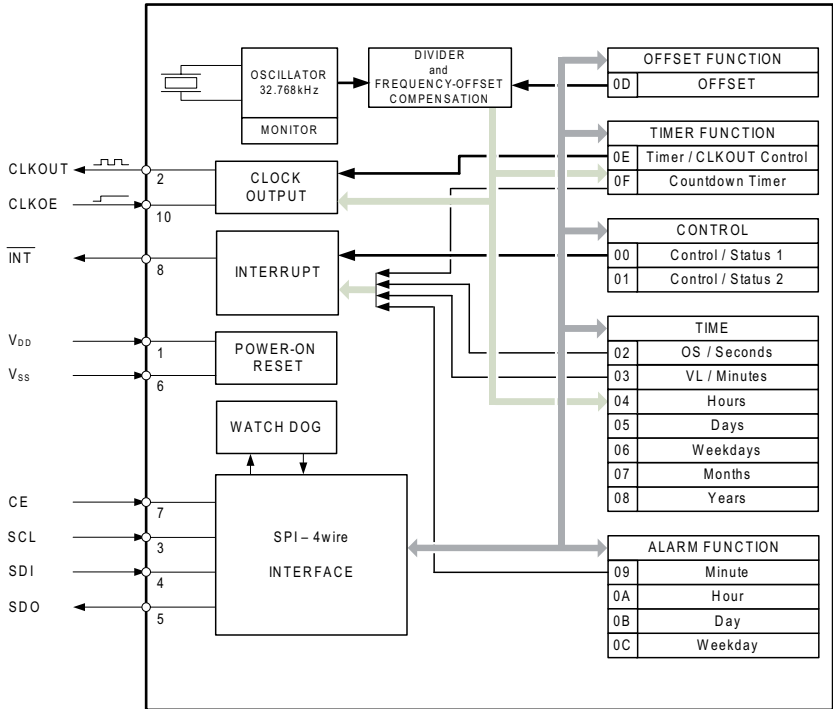 OSCILLATOR
32.768kHz
MONITOR
DIVIDER
and
FREQUENCY-OFFSET
COMPENSATION
OFFSET FUNCTION
0D OFFSET
TIMER FUNCTION
0E Timer / CLKOUT Control
0F Countdown Timer
CLKOUT
2
CLKOE
10
CLOCK
OUTPUT
CONTROL
00 Control / Status 1
01 Control / Status 2
INT
8
INTERRUPT
VDD
1
VSS
6
POWER-ON
RESET
TIME
02 OS / Seconds
03 VL / Minutes
04 Hours
05 Days
06 Weekdays
07 Months
08 Years
WATCH DOG
CE
7
SCL
3
SDI
4
SDO
5
SPI – 4wire
INTERFACE
ALARM FUNCTION
09 Minute
0A Hour
0B Day
0C Weekday